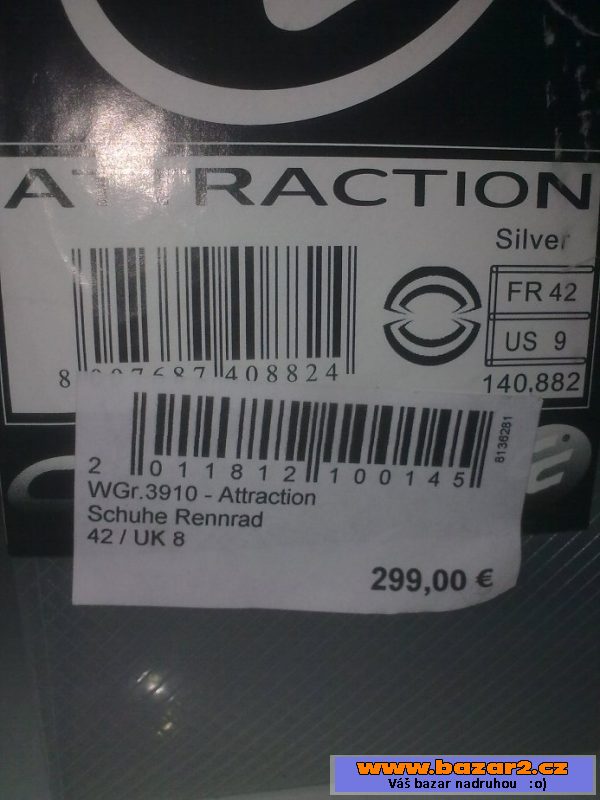 ATTRACTION
Silver
FR 42
US 9
140.882
408824
2 011812 100145
8136281
WGr.3910 - Attraction
Schuhe Rennrad
42 / UK 8
299,00 €
www.bazar2.cz
Váš bazar nadruhou :o)